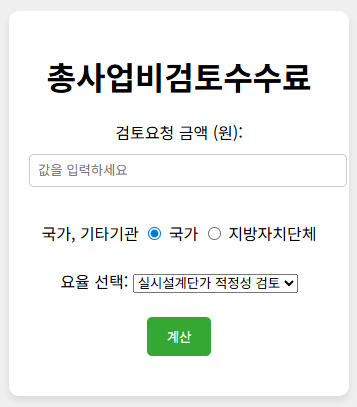 총사업비검토수수료
검토요청 금액 (원):
값을 입력하세요
국가, 기타기관 국가 지방자치단체
요율 선택: 실시설계단가 적정성 검토
계산